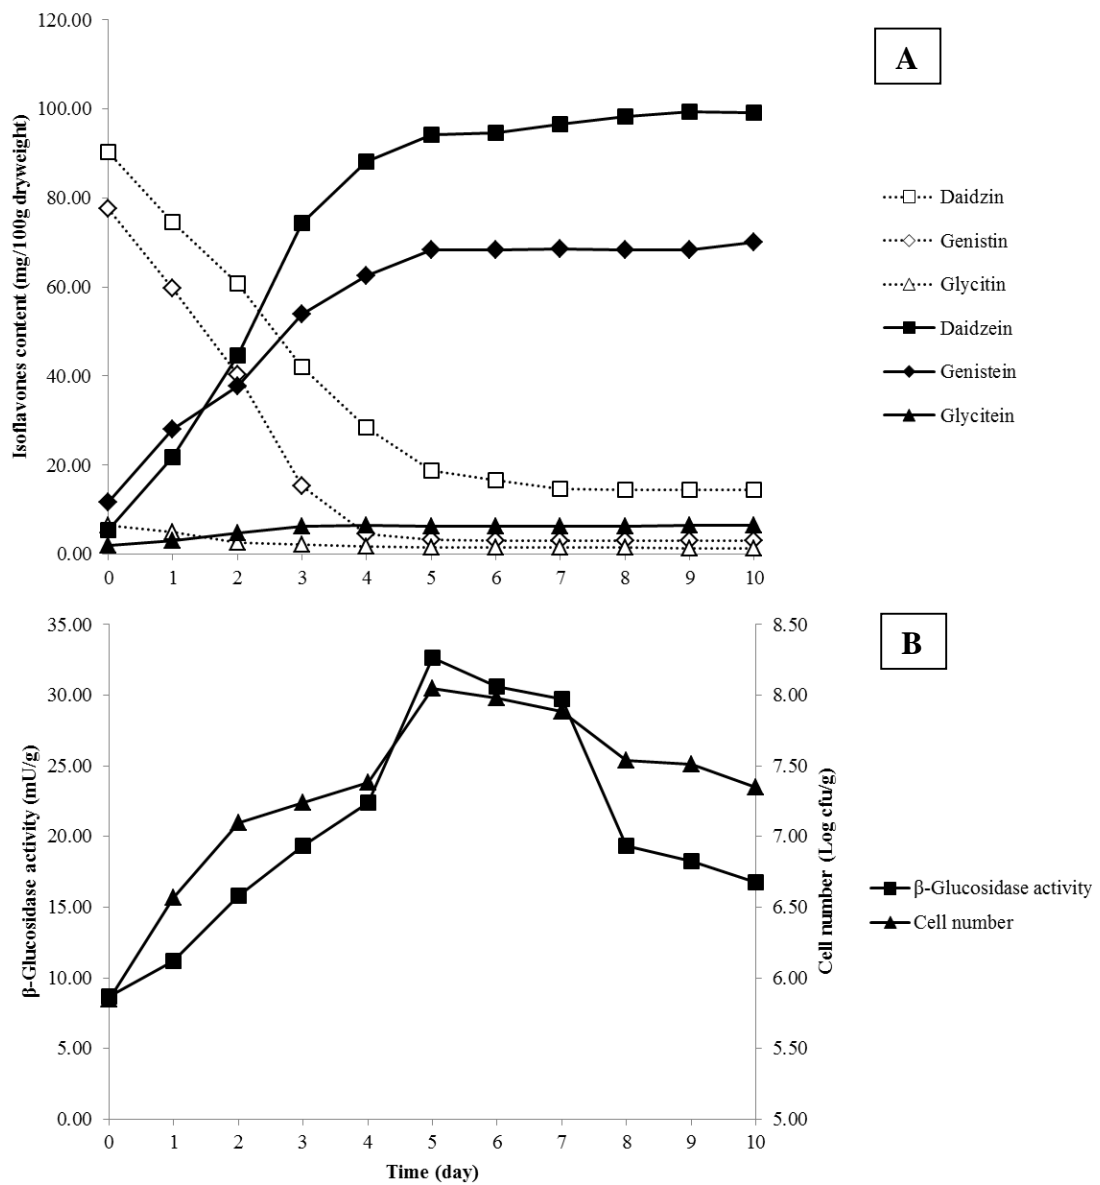 120.00
100.00
80.00
60.00
40.00
20.00
0.00
Isoflavones content (mg/100g dryweight)
0 1 2 3 4 5 6 7 8 9 10
A
Daidzin
Genistin
Glycitin
Daidzein
Genistein
Glycitein
35.00
30.00
25.00
20.00
15.00
10.00
5.00
0.00
β-Glucosidase activity (mU/g)
0 1 2 3 4 5 6 7 8 9 10
Time (day)
8.50
8.00
7.50
7.00
6.50
6.00
5.50
5.00
Cell number (Log cfu/g)
B
β-Glucosidase activity
Cell number